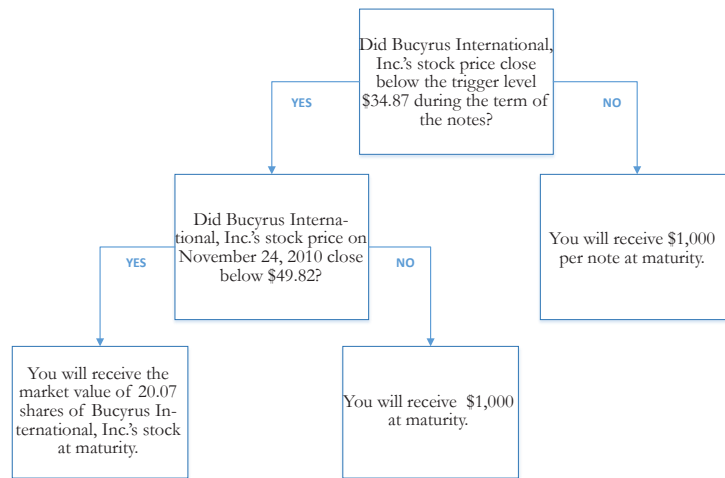 Did Bucyrus International,
Inc.'s stock price close
below the trigger level
$34.87 during the term of
the notes?
YES
NO
Did Bucyrus Interna-
tional, Inc.'s stock price on
November 24, 2010 close
below $49.82?
You will receive $1,000
per note at maturity.
YES
NO
You will receive the
market value of 20.07
shares of Bucyrus In-
ternational, Inc.'s stock
at maturity.
You will receive $1,000
at maturity.